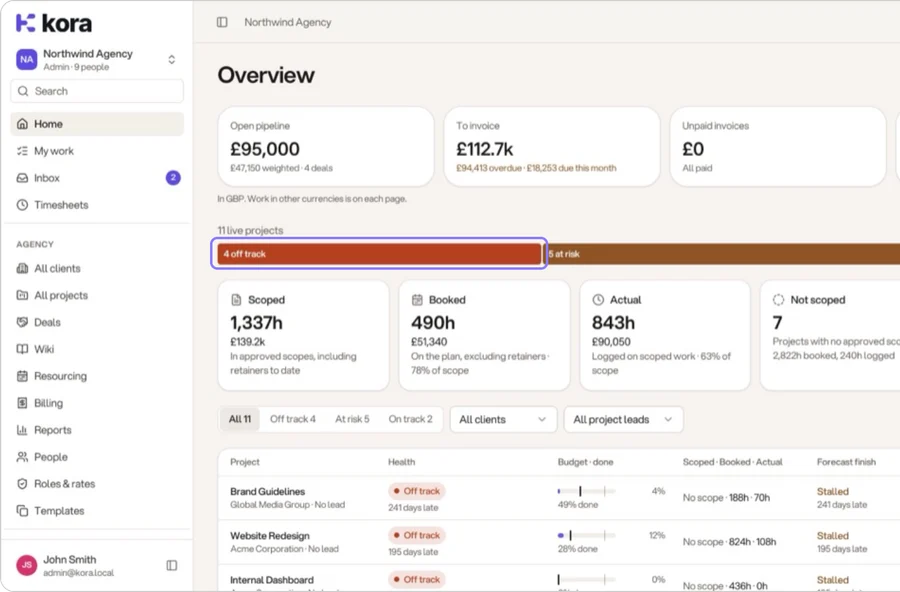 kora
NA
Northwind Agency
Admin · 9 people
Search
Home
My work
Inbox
2
Timesheets
AGENCY
All clients
All projects
Deals
Wiki
Resourcing
Billing
Reports
People
Roles & rates
Templates
JS
John Smith
admin@kora.local
Northwind Agency
Overview
Open pipeline
£95,000
£47,150 weighted · 4 deals
To invoice
£112.7k
£94,413 overdue · £18,253 due this month
Unpaid invoices
£0
All paid
In GBP. Work in other currencies is on each page.
11 live projects
4 off track
5 at risk
Scoped
1,337h
£139.2k
In approved scopes, including
retainers to date
Booked
490h
£51,340
On the plan, excluding retainers ·
78% of scope
Actual
843h
£90,050
Logged on scoped work · 63% of
scope
Not scoped
7
Projects with no approved sco
2,822h booked, 240h logged
All 11
Off track 4
At risk 5
On track 2
All clients
All project leads
Project
Health
Budget · done
Scoped · Booked · Actual
Forecast finish
Brand Guidelines
Global Media Group · No lead
Off track
241 days late
49% done
4%
No scope · 188h · 70h
Stalled
241 days late
Website Redesign
Acme Corporation · No lead
Off track
195 days late
28% done
12%
No scope · 824h · 108h
Stalled
195 days late
Internal Dashboard
Off track
0%
No scope · 436h · 0h
Stalled